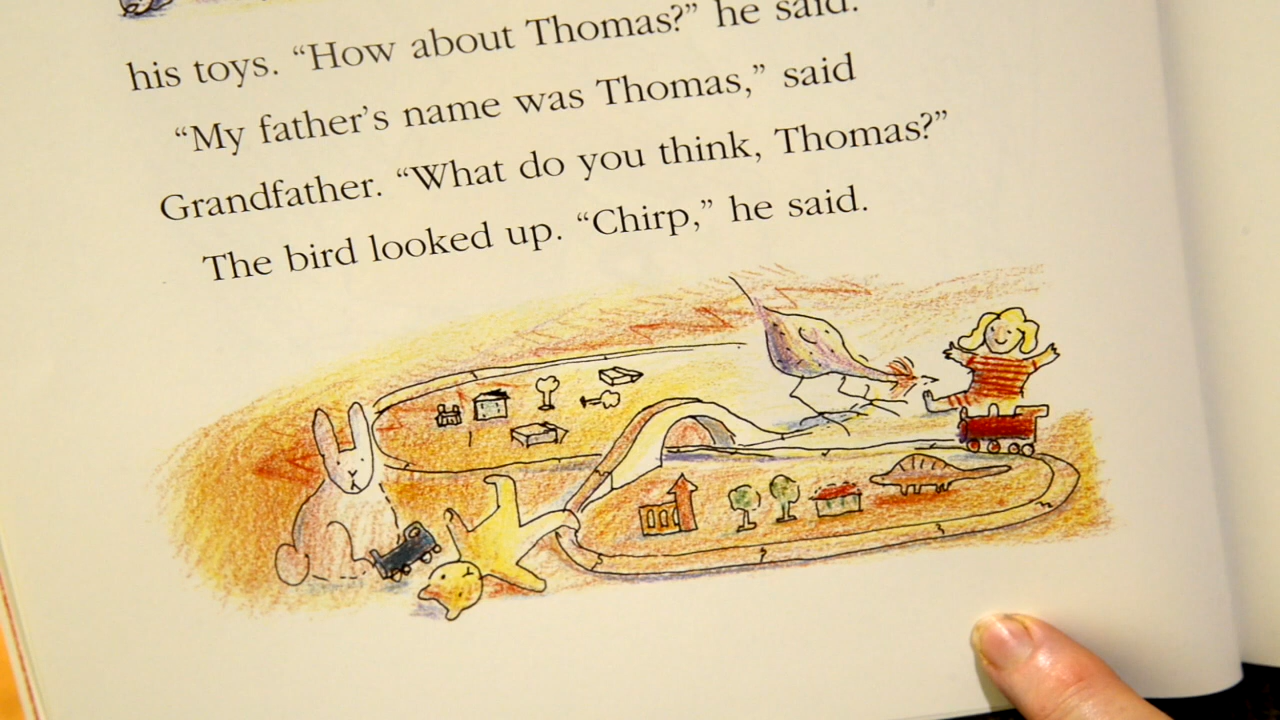 his toys. “How about Thomas?” he said.
“My father’s name was Thomas,” said
Grandfather. “What do you think, Thomas?”
The bird looked up. “Chirp,” he said.